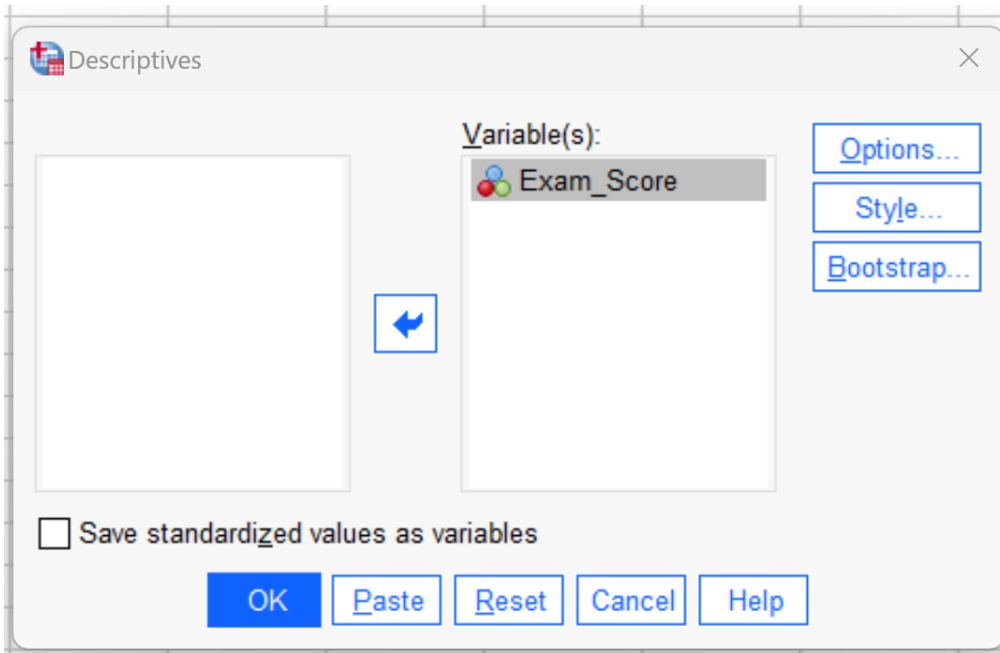 Descriptives
Variable(s):
Exam_Score
Options...
Style...
Bootstrap...
Save standardized values as variables
OK Paste Reset Cancel Help